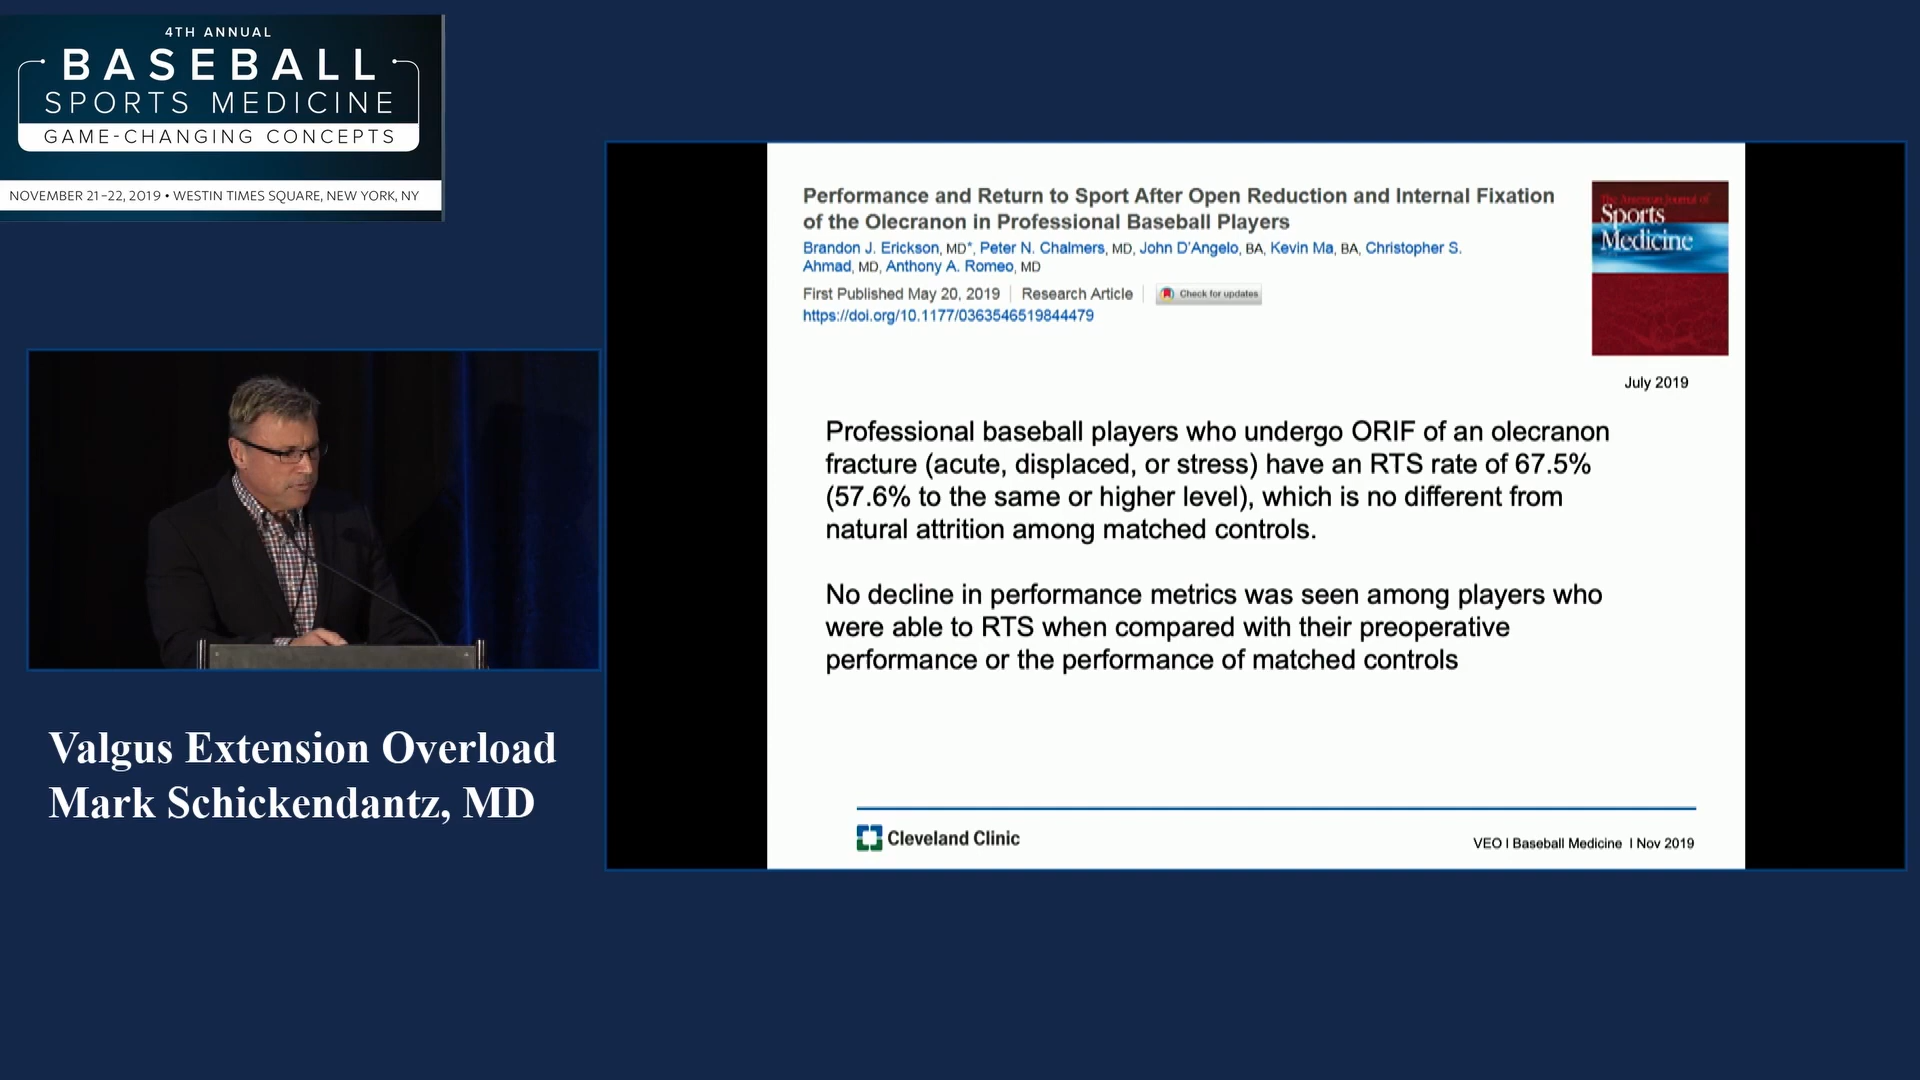 4TH ANNUAL
BASEBALL
SPORTS MEDICINE
GAME-CHANGING CONCEPTS
NOVEMBER 21-22, 2019 • WESTIN TIMES SQUARE, NEW YORK, NY
Performance and Return to Sport After Open Reduction and Internal Fixation
of the Olecranon in Professional Baseball Players
Brandon J. Erickson, MD*, Peter N. Chalmers, MD, John D'Angelo, BA, Kevin Ma, BA, Christopher S.
Ahmad, MD, Anthony A. Romeo, MD
First Published May 20, 2019 | Research Article | Check for updates
https://doi.org/10.1177/0363546519844479
The American Journal of
Sports
Medicine
July 2019
Professional baseball players who undergo ORIF of an olecranon
fracture (acute, displaced, or stress) have an RTS rate of 67.5%
(57.6% to the same or higher level), which is no different from
natural attrition among matched controls.
No decline in performance metrics was seen among players who
were able to RTS when compared with their preoperative
performance or the performance of matched controls
Cleveland Clinic
VEO I Baseball Medicine I Nov 2019
Valgus Extension Overload
Mark Schickendantz, MD